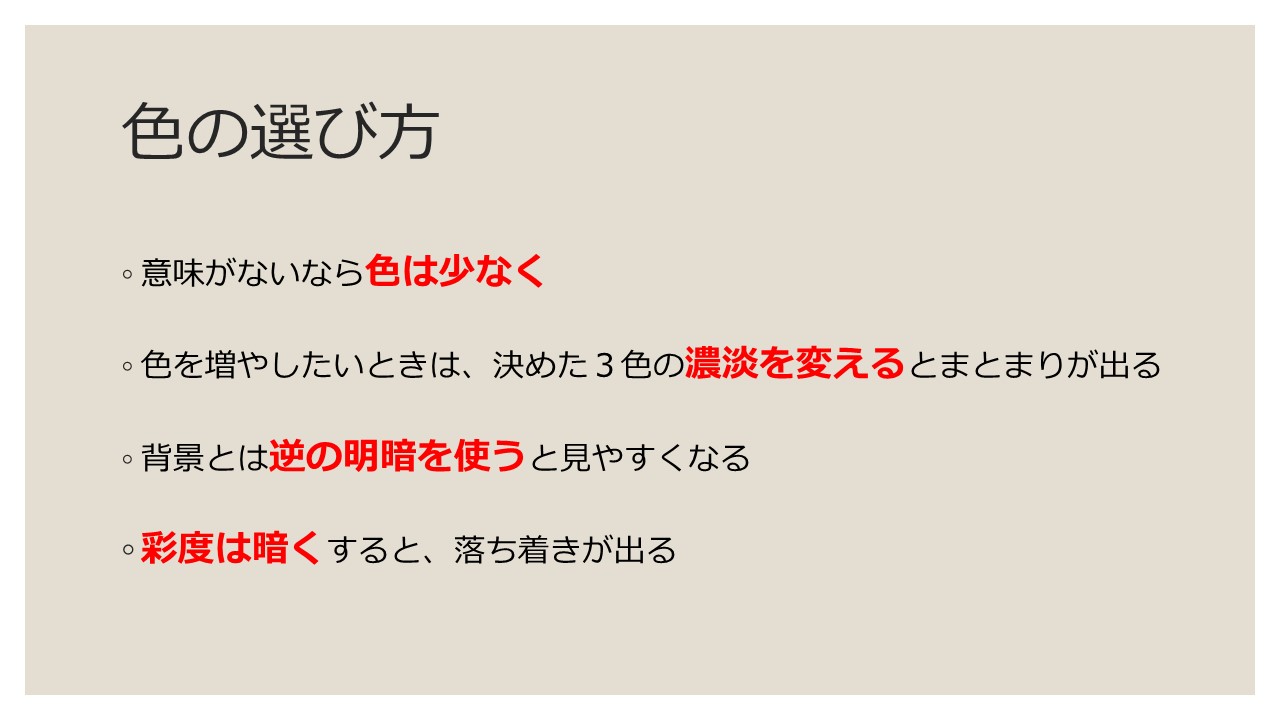 色の選び方
◦意味がないなら色は少なく
◦色を増やしたいときは、決めた３色の濃淡を変えるとまとまりが出る
◦背景とは逆の明暗を使うと見やすくなる
◦彩度は暗くすると、落ち着きが出る